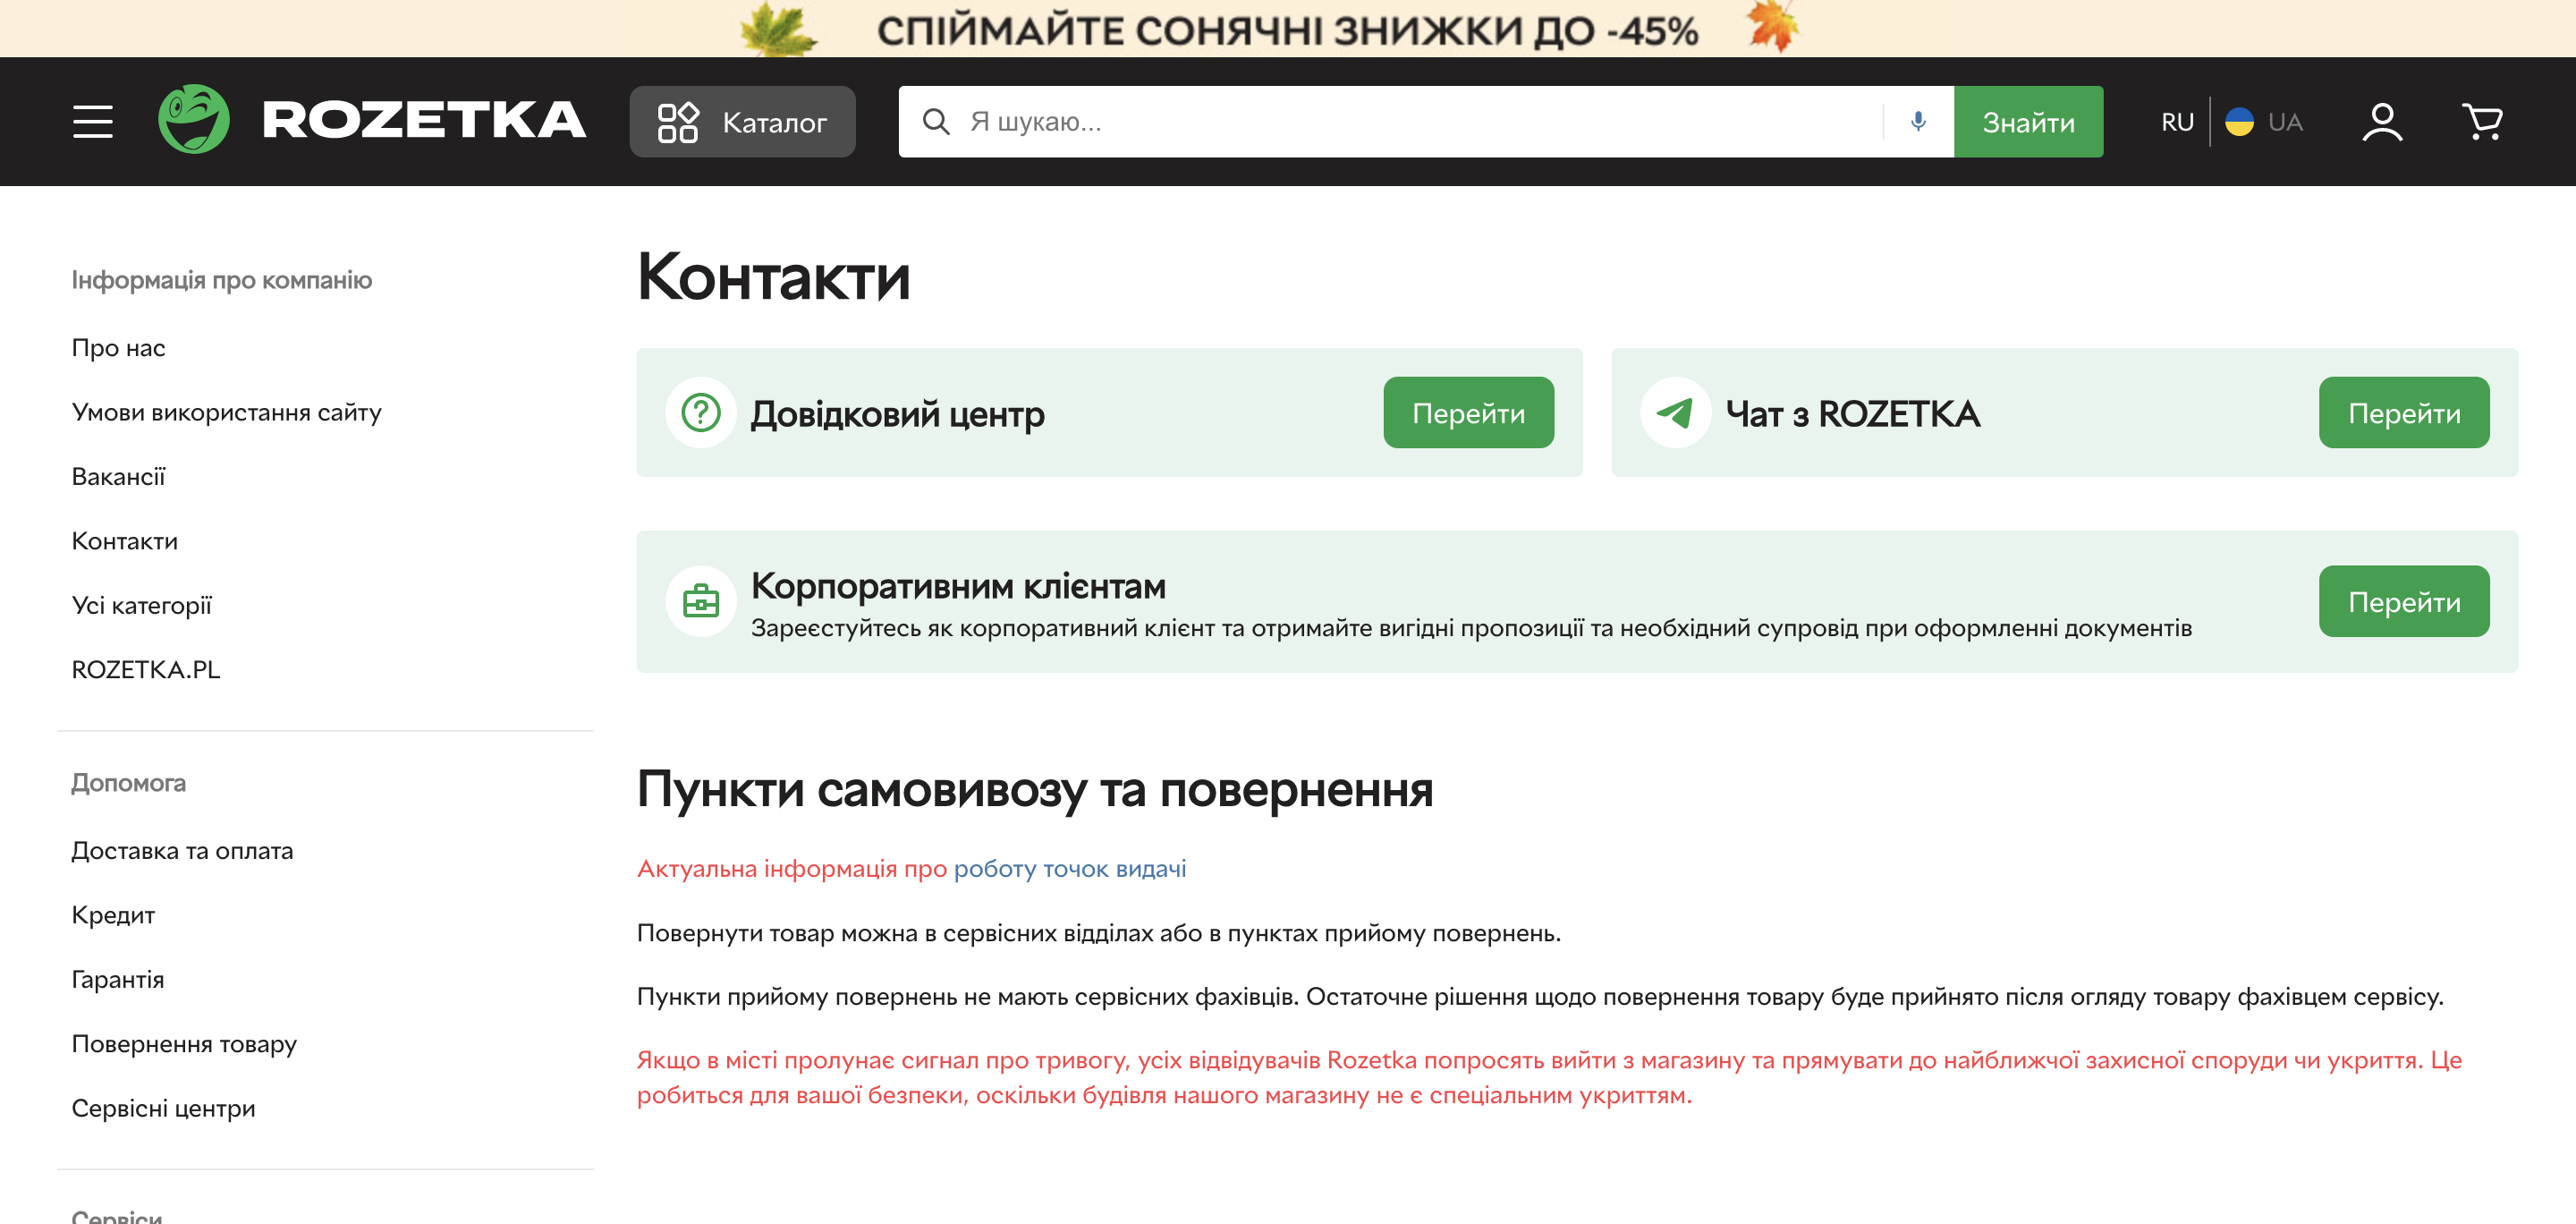 СПІЙМАЙТЕ СОНЯЧНІ ЗНИЖКИ ДО -45%
ROZETKA
Каталог
Я шукаю...
Знайти
RU
UA
Інформація про компанію
Про нас
Умови використання сайту
Вакансії
Контакти
Усі категорії
ROZETKA.PL
Допомога
Доставка та оплата
Кредит
Гарантія
Повернення товару
Сервісні центри
Сервіси
Контакти
Довідковий центр
Перейти
Чат з ROZETKA
Перейти
Корпоративним клієнтам
Зареєстуйтесь як корпоративний клієнт та отримайте вигідні пропозиції та необхідний супровід при оформленні документів
Перейти
Пункти самовивозу та повернення
Актуальна інформація про роботу точок видачі
Повернути товар можна в сервісних відділах або в пунктах прийому повернень.
Пункти прийому повернень не мають сервісних фахівців. Остаточне рішення щодо повернення товару буде прийнято після огляду товару фахівцем сервісу.
Якщо в місті пролунає сигнал про тривогу, усіх відвідувачів Rozetka попросять вийти з магазину та прямувати до найближчої захисної споруди чи укриття. Це
робиться для вашої безпеки, оскільки будівля нашого магазину не є спеціальним укриттям.